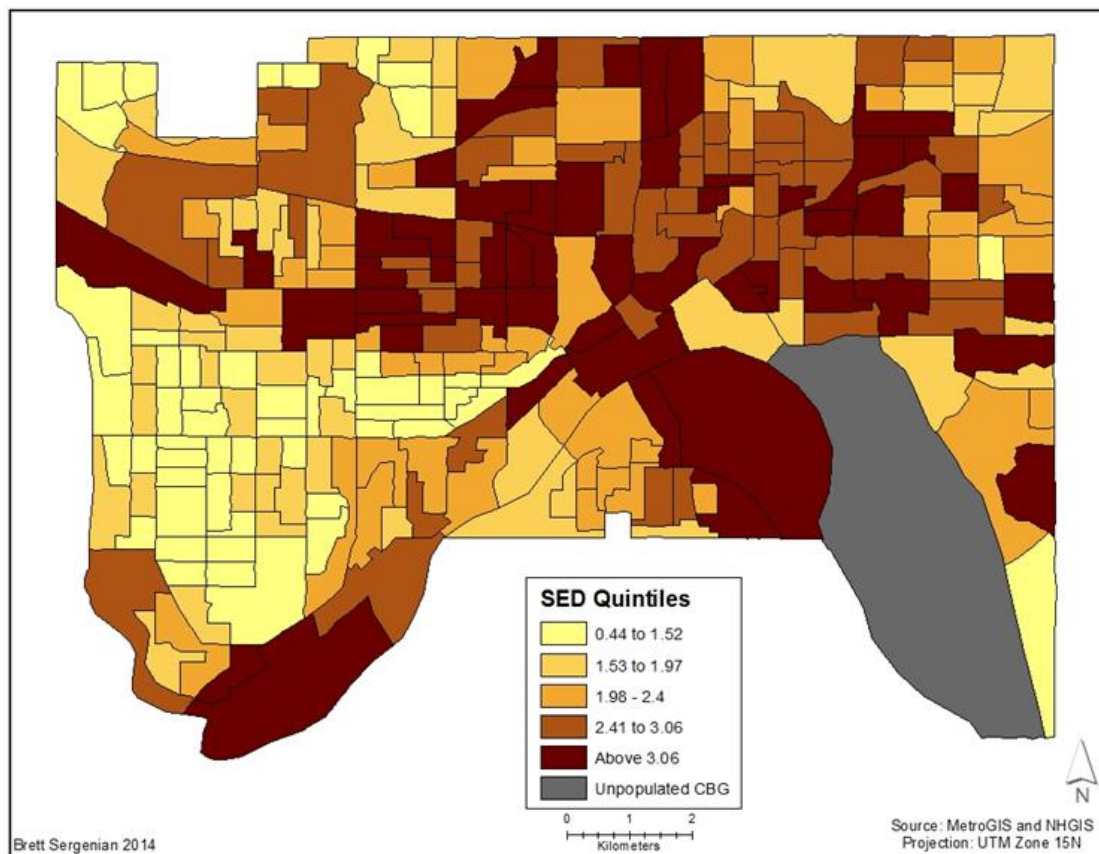 SED Quintiles
0.44 to 1.52
1.53 to 1.97
1.98 - 2.4
2.41 to 3.06
Above 3.06
Unpopulated CBG
0 1 2
Kilometers
N
Brett Sergenian 2014
Source: MetroGIS and NHGIS
Projection: UTM Zone 15N